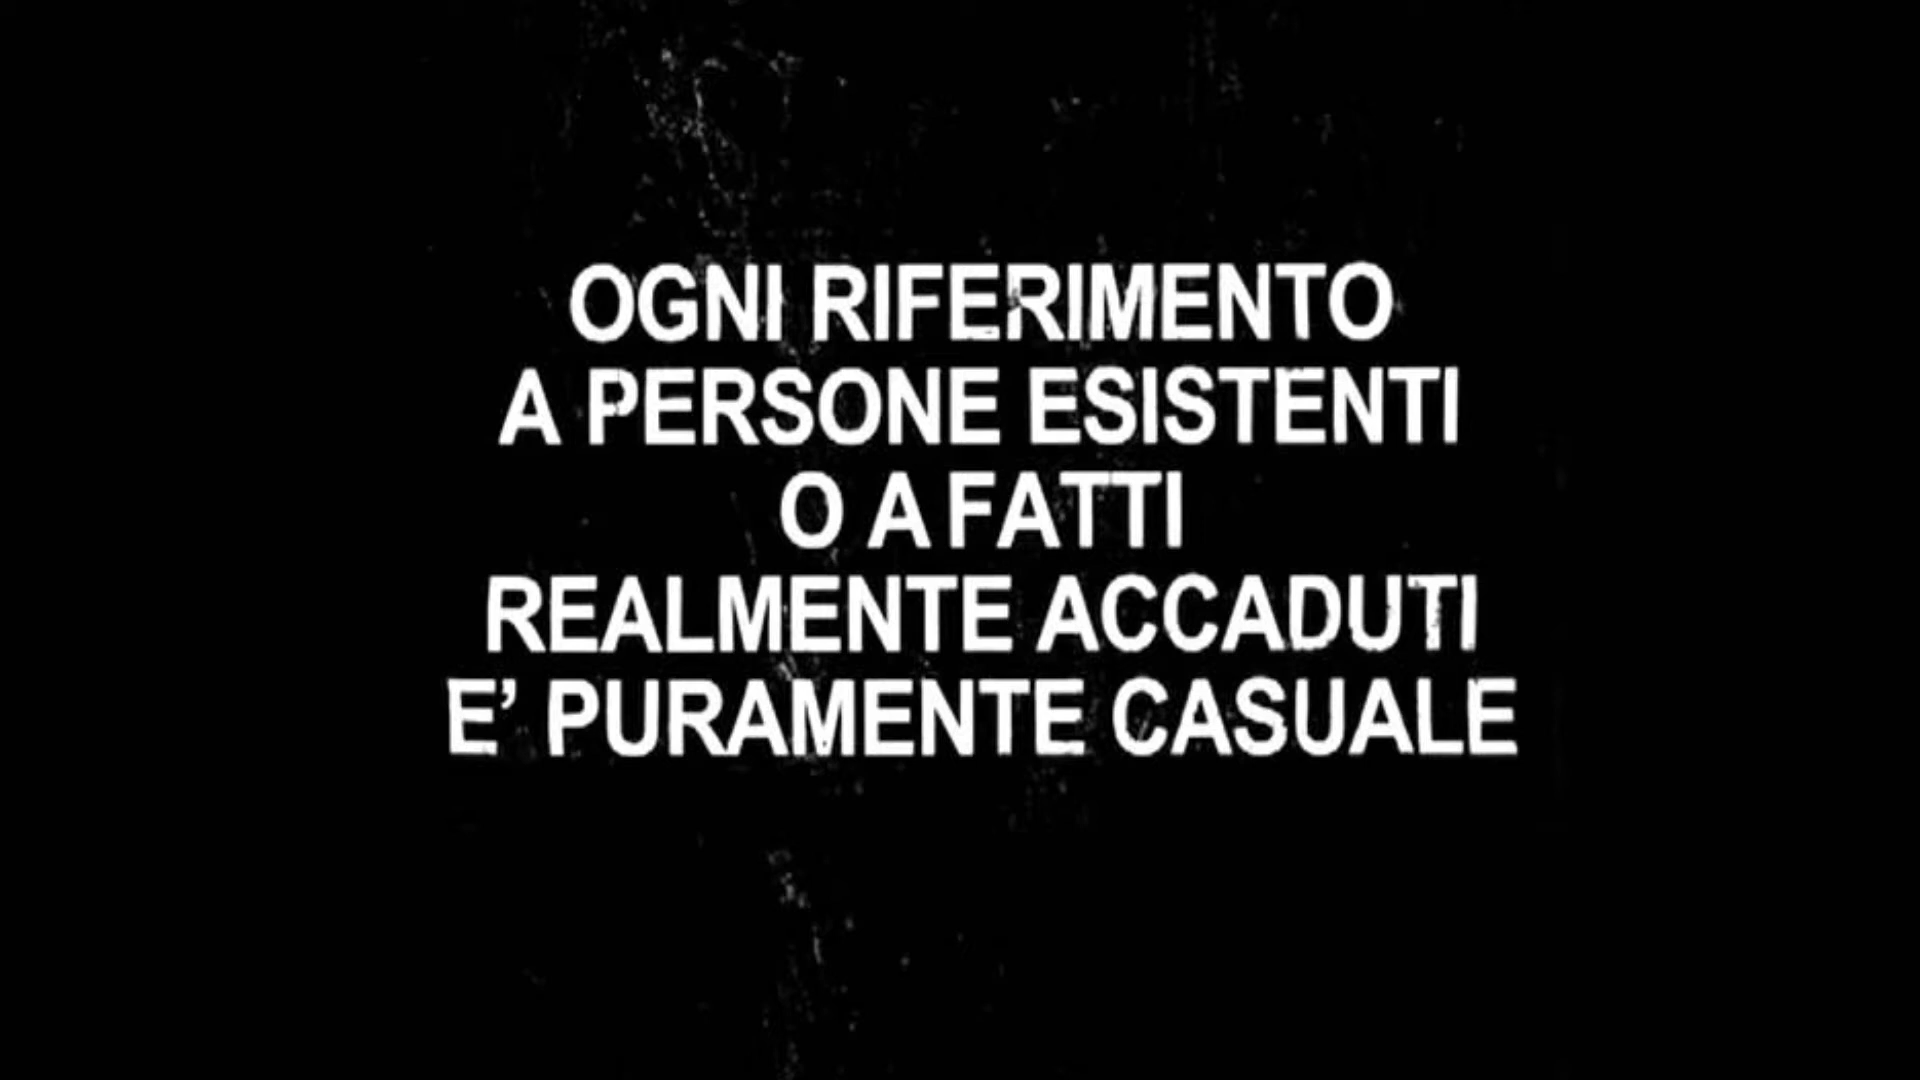 OGNI RIFERIMENTO
A PERSONE ESISTENTI
O A FATTI
REALMENTE ACCADUTI
E’ PURAMENTE CASUALE